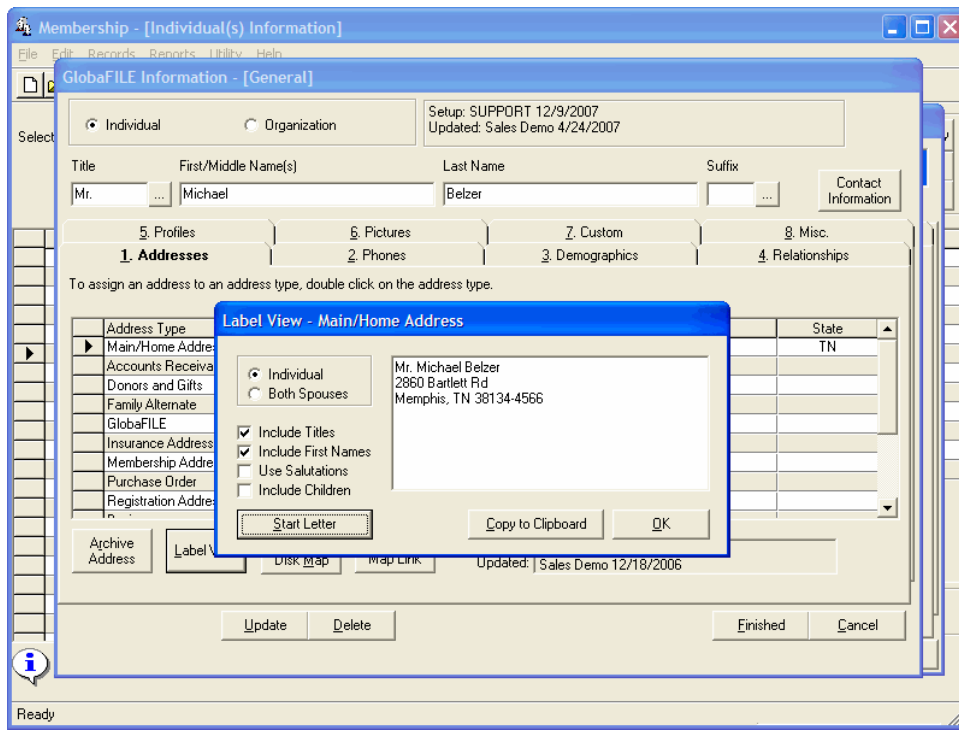 Membership - [Individual(s) Information]
File Edit Records Reports Utility Help
GlobaFILE Information - [General]
Select
Individual
Organization
Setup: SUPPORT 12/9/2007
Updated: Sales Demo 4/24/2007
Title First/Middle Name(s) Last Name Suffix
Mr. ... Michael Belzer ...
Contact
Information
5. Profiles 6. Pictures 7. Custom 8. Misc.
1. Addresses 2. Phones 3. Demographics 4. Relationships
To assign an address to an address type, double click on the address type.
Address Type State
Main/Home Addre TN
Accounts Receiva
Donors and Gifts
Family Alternate
GlobaFILE
Insurance Address
Membership Addre
Purchase Order
Registration Addre
Label View - Main/Home Address
Individual
Both Spouses
Include Titles
Include First Names
Use Salutations
Include Children
Mr. Michael Belzer
2860 Bartlett Rd
Memphis, TN 38134-4566
Start Letter Copy to Clipboard OK
Archive
Address
Label V
Disk Map Map Link
Updated: Sales Demo 12/18/2006
Update Delete Finished Cancel
Ready